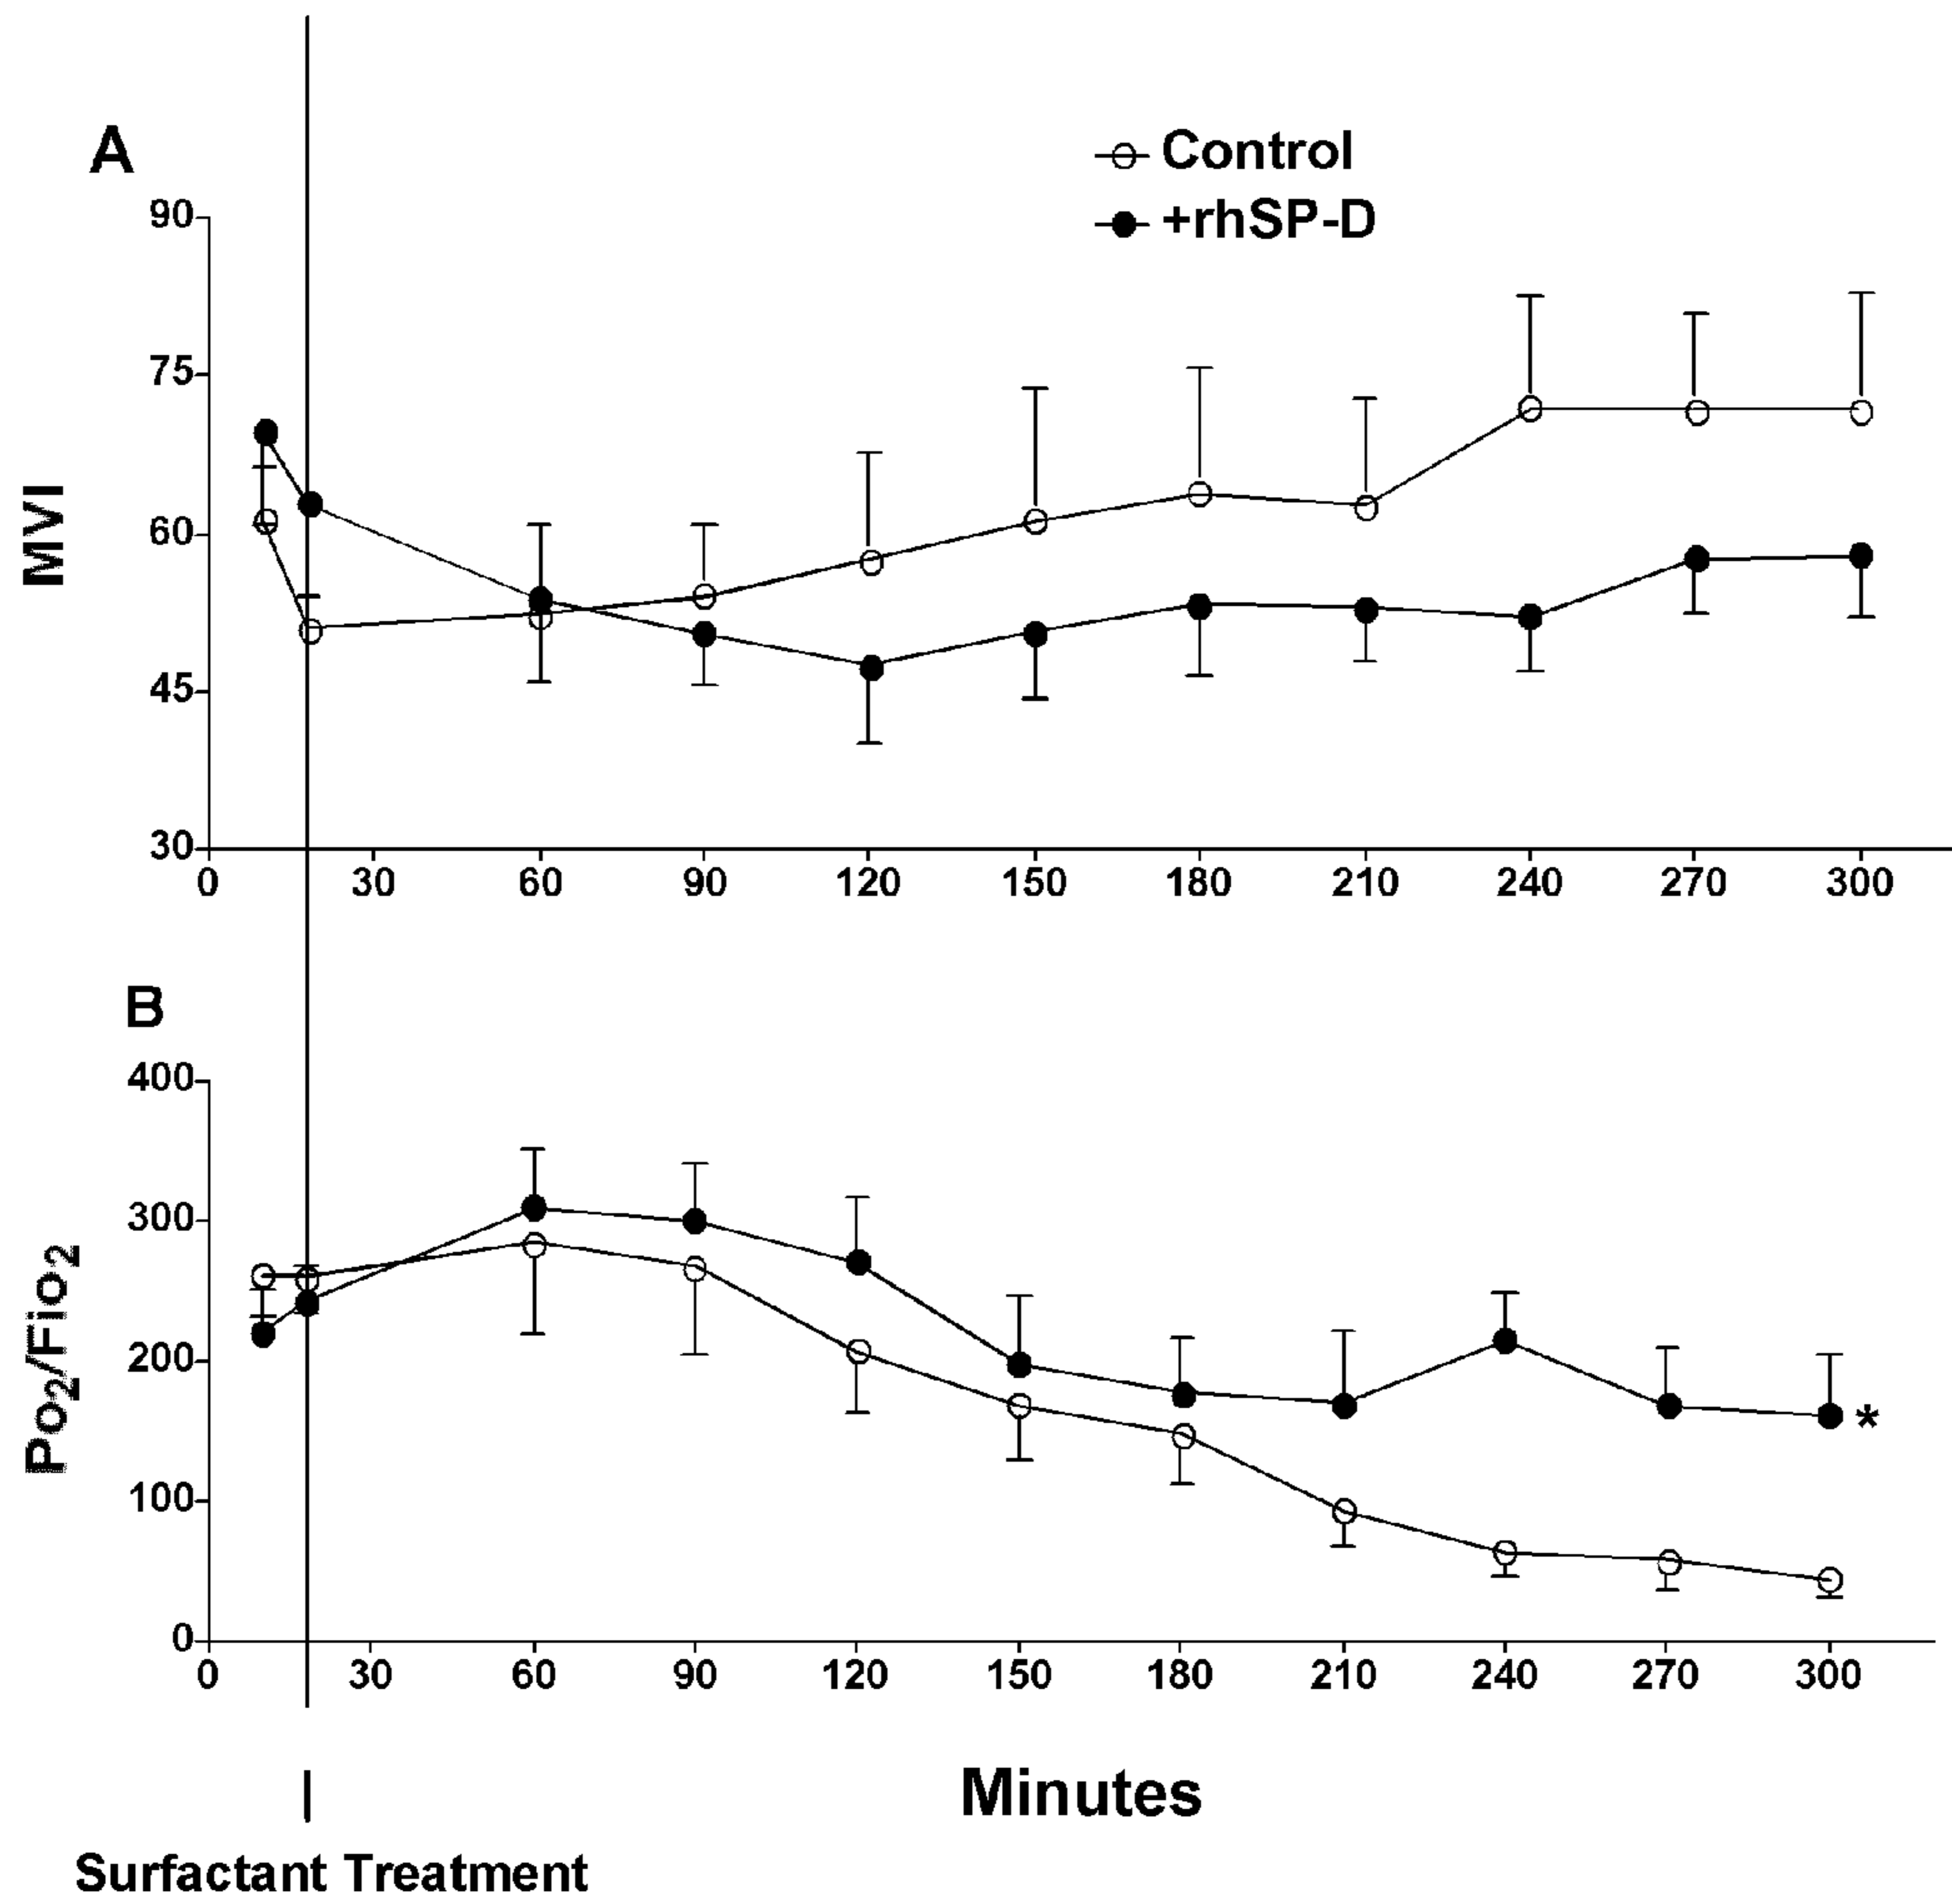 A
Control
+rhSP-D
90
75
60
45
30
MVI
0 30 60 90 120 150 180 210 240 270 300
B
400
300
200
100
0
Po2/Fio2
*
0 30 60 90 120 150 180 210 240 270 300
Minutes
Surfactant Treatment